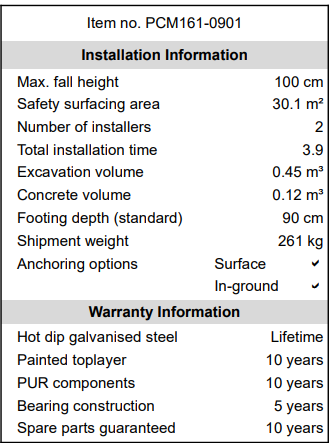 Item no. PCM161-0901
Installation Information
Max. fall height 100 cm
Safety surfacing area 30.1 m²
Number of installers 2
Total installation time 3.9
Excavation volume 0.45 m³
Concrete volume 0.12 m³
Footing depth (standard) 90 cm
Shipment weight 261 kg
Anchoring options Surface ✓
In-ground ✓
Warranty Information
Hot dip galvanised steel Lifetime
Painted toplayer 10 years
PUR components 10 years
Bearing construction 5 years
Spare parts guaranteed 10 years